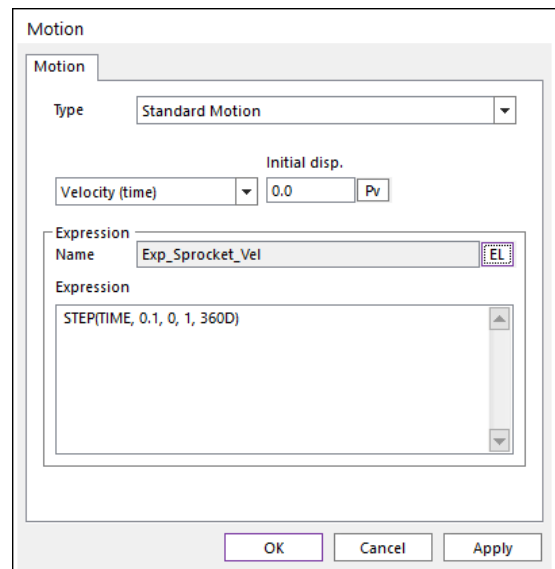 Motion
Motion
Type Standard Motion
Initial disp.
Velocity (time) 0.0 Pv
Expression
Name Exp_Sprocket_Vel EL
Expression
STEP(TIME, 0.1, 0, 1, 360D)
OK Cancel Apply